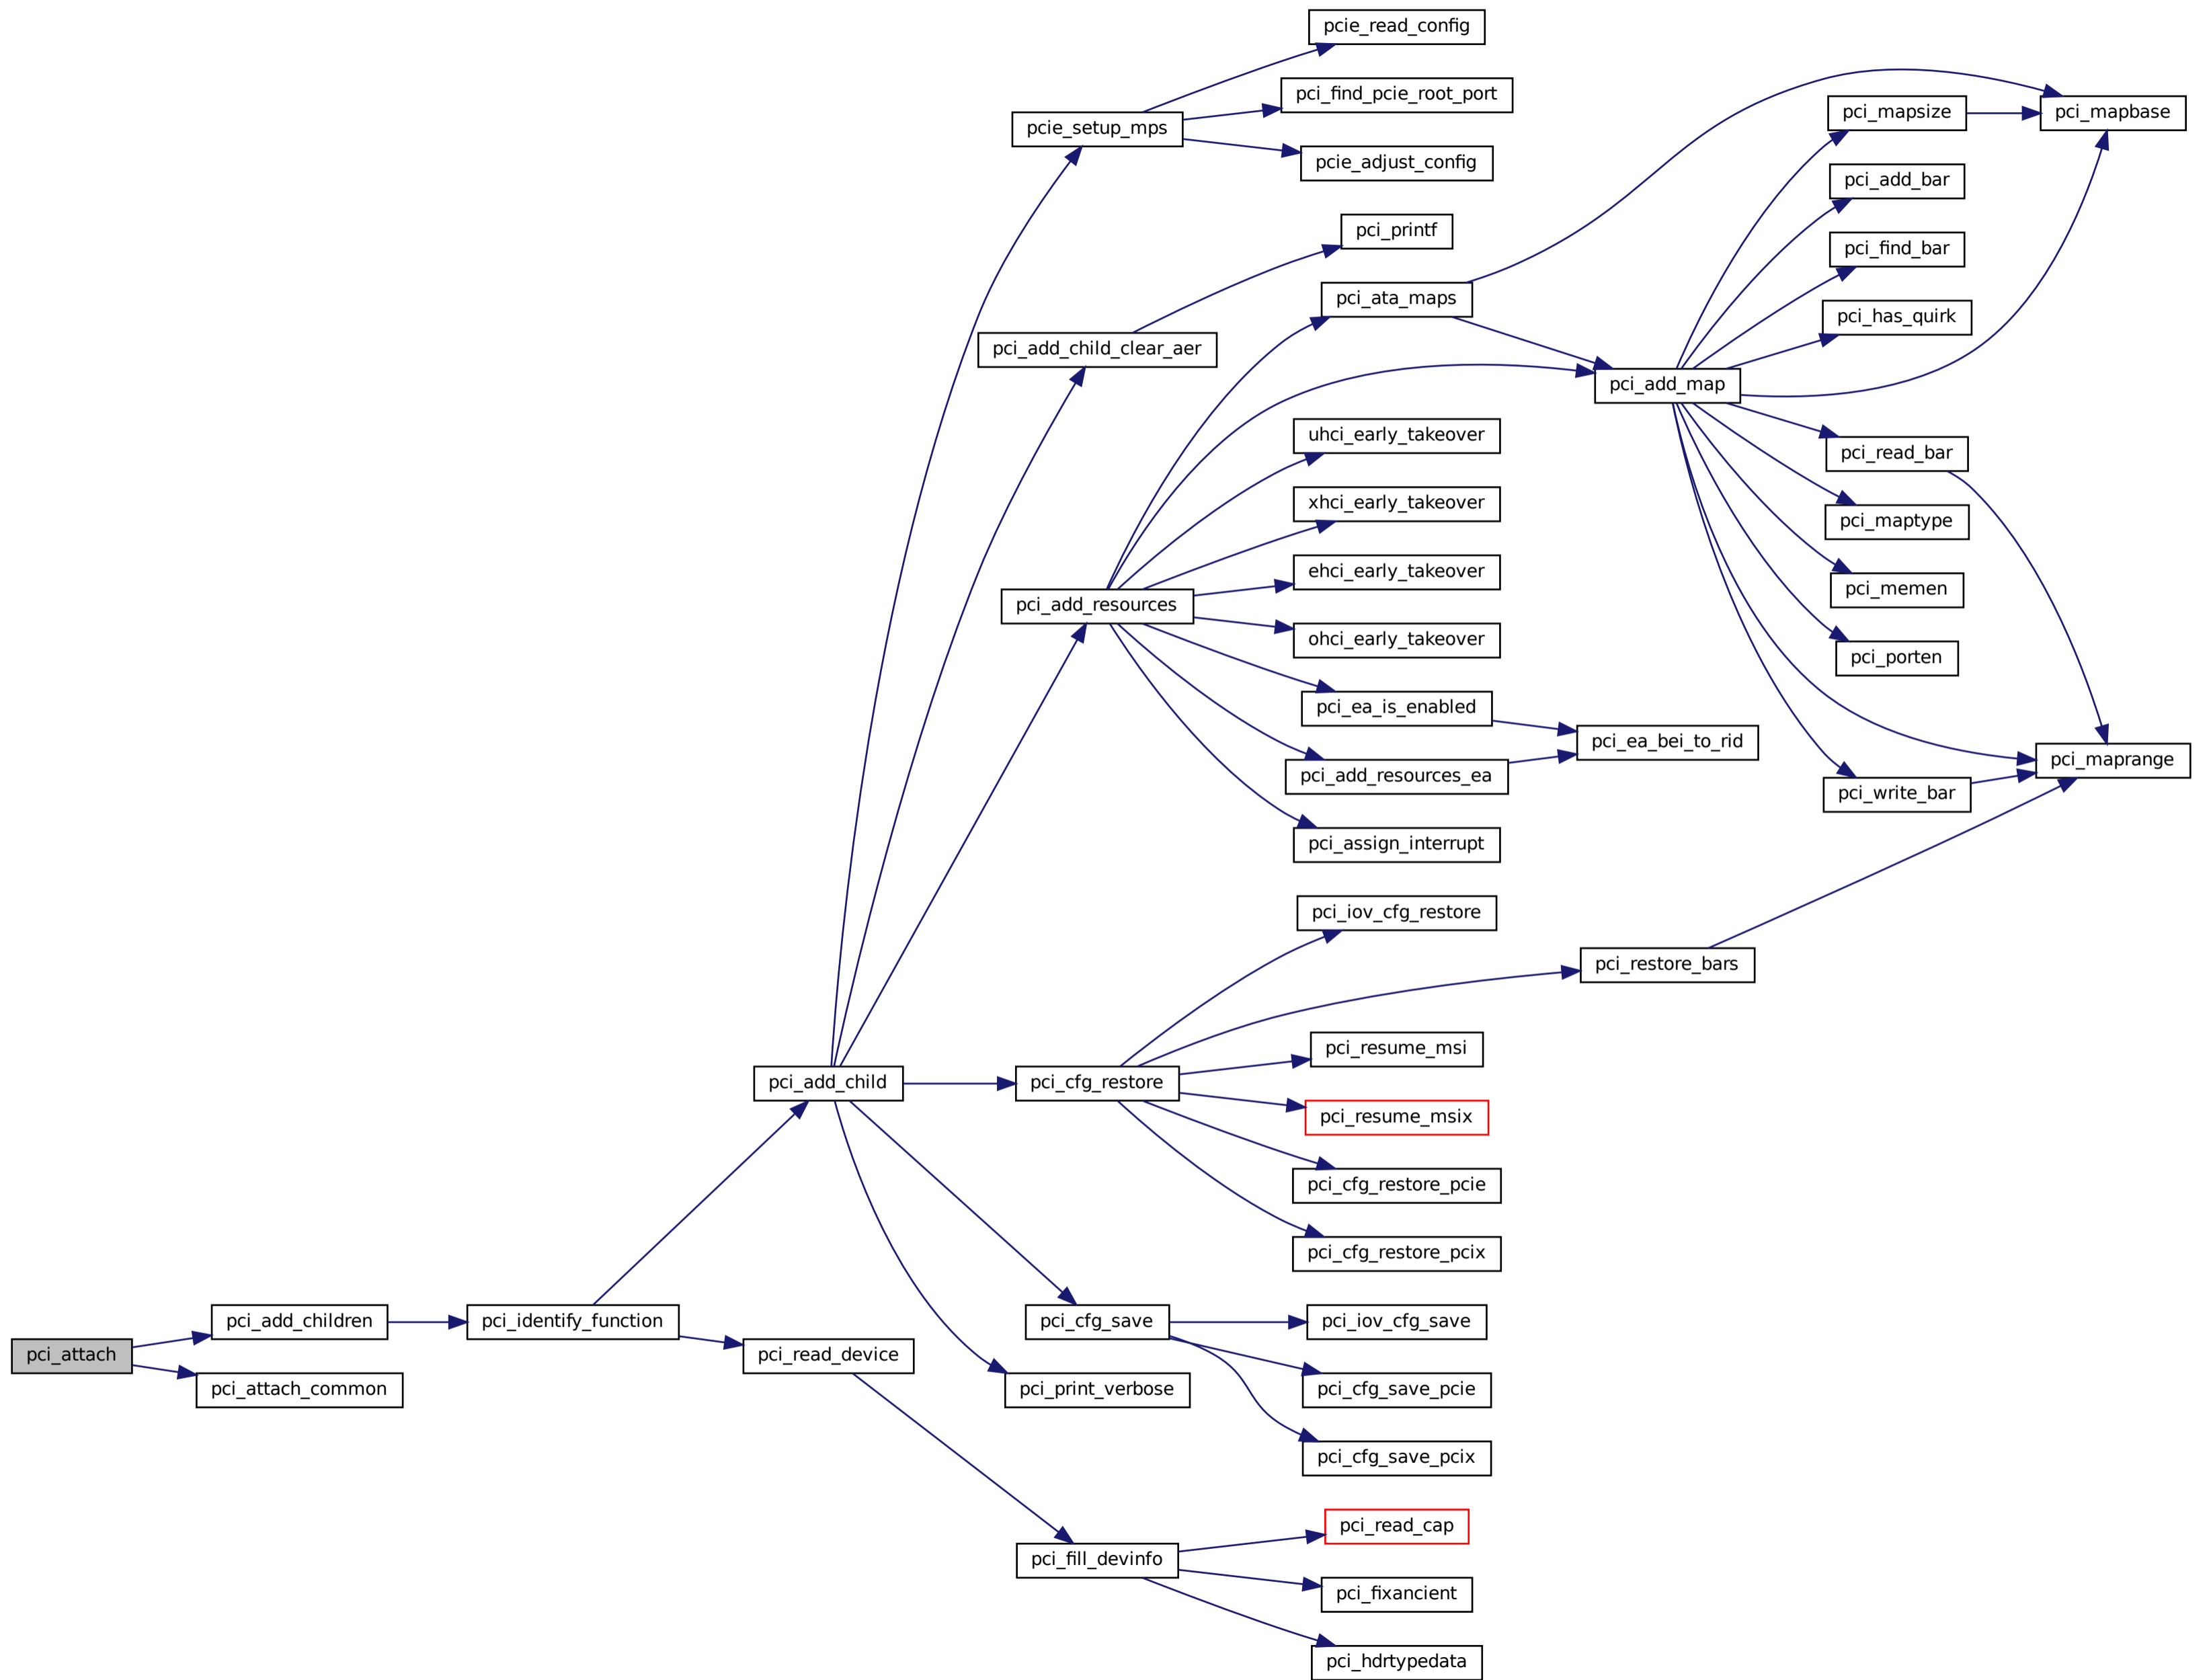 pcie_read_config
pci_find_pcie_root_port
pcie_setup_mps
pcie_adjust_config
pci_printf
pci_add_child_clear_aer
pci_ata_maps
pci_mapsize
pci_mapbase
pci_add_bar
pci_find_bar
pci_has_quirk
pci_add_map
pci_read_bar
pci_maptype
pci_memen
pci_porten
pci_maprange
pci_write_bar
uhci_early_takeover
xhci_early_takeover
ehci_early_takeover
pci_add_resources
ohci_early_takeover
pci_ea_is_enabled
pci_ea_bei_to_rid
pci_add_resources_ea
pci_assign_interrupt
pci_iov_cfg_restore
pci_restore_bars
pci_resume_msi
pci_add_child
pci_cfg_restore
pci_resume_msix
pci_cfg_restore_pcie
pci_cfg_restore_pcix
pci_attach
pci_add_children
pci_identify_function
pci_attach_common
pci_read_device
pci_cfg_save
pci_iov_cfg_save
pci_print_verbose
pci_cfg_save_pcie
pci_cfg_save_pcix
pci_read_cap
pci_fill_devinfo
pci_fixancient
pci_hdrtypedata